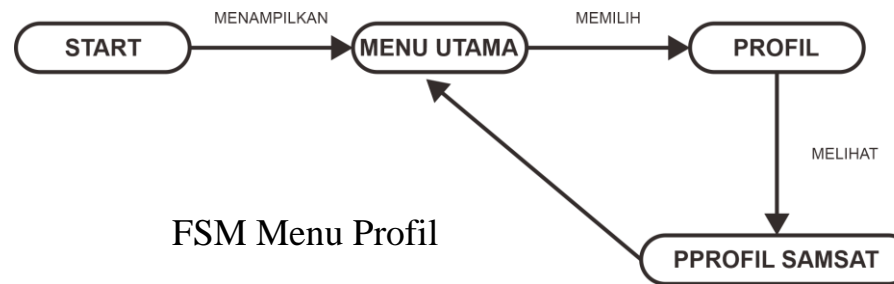 MENAMPILKAN
MEMILIH
START
MENU UTAMA
PROFIL
MELIHAT
FSM Menu Profil
PPROFIL SAMSAT